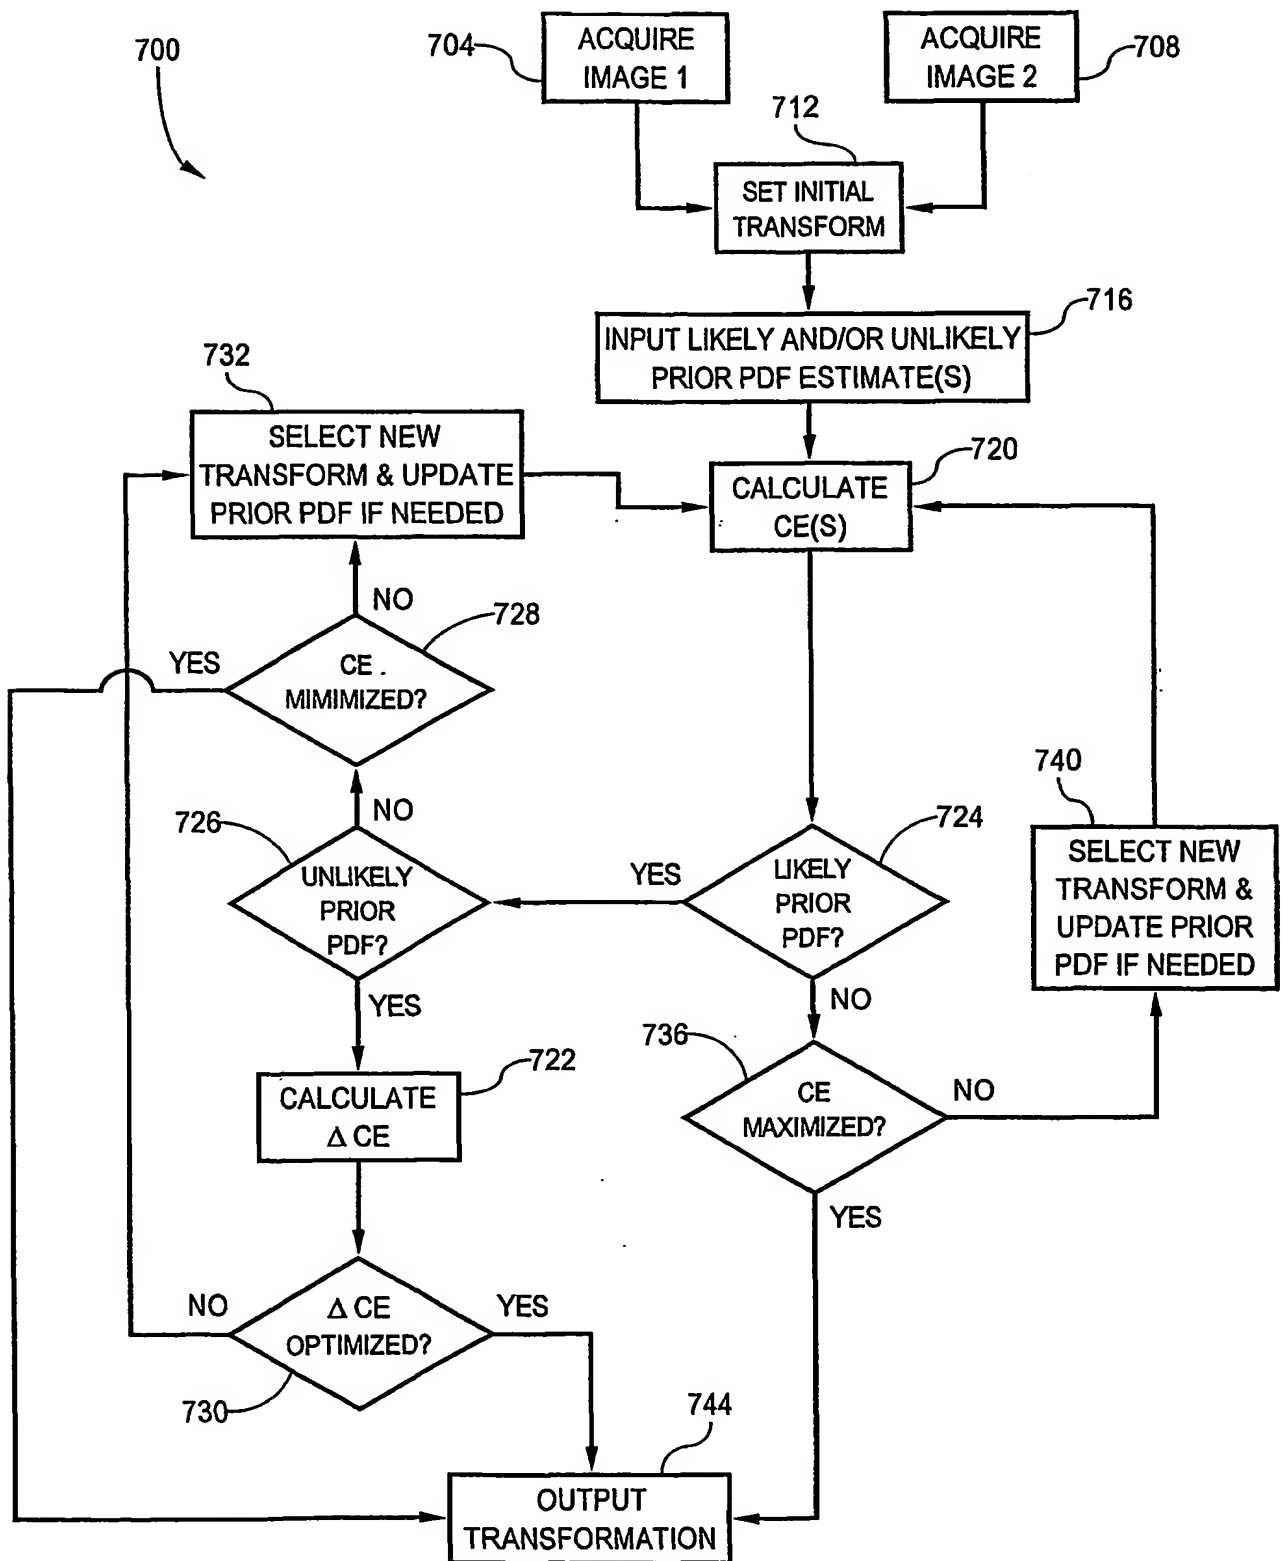 700
704
ACQUIRE
IMAGE 1
ACQUIRE
IMAGE 2
708
712
SET INITIAL
TRANSFORM
716
INPUT LIKELY AND/OR UNLIKELY
PRIOR PDF ESTIMATE(S)
732
SELECT NEW
TRANSFORM & UPDATE
PRIOR PDF IF NEEDED
720
CALCULATE
CE(S)
NO
728
YES
CE
MIMIMIZED?
740
SELECT NEW
TRANSFORM &
UPDATE PRIOR
PDF IF NEEDED
NO
726
UNLIKELY
PRIOR
PDF?
YES
724
LIKELY
PRIOR
PDF?
YES
NO
722
CALCULATE
Δ CE
736
CE
MAXIMIZED?
NO
YES
NO
Δ CE
OPTIMIZED?
YES
730
744
OUTPUT
TRANSFORMATION